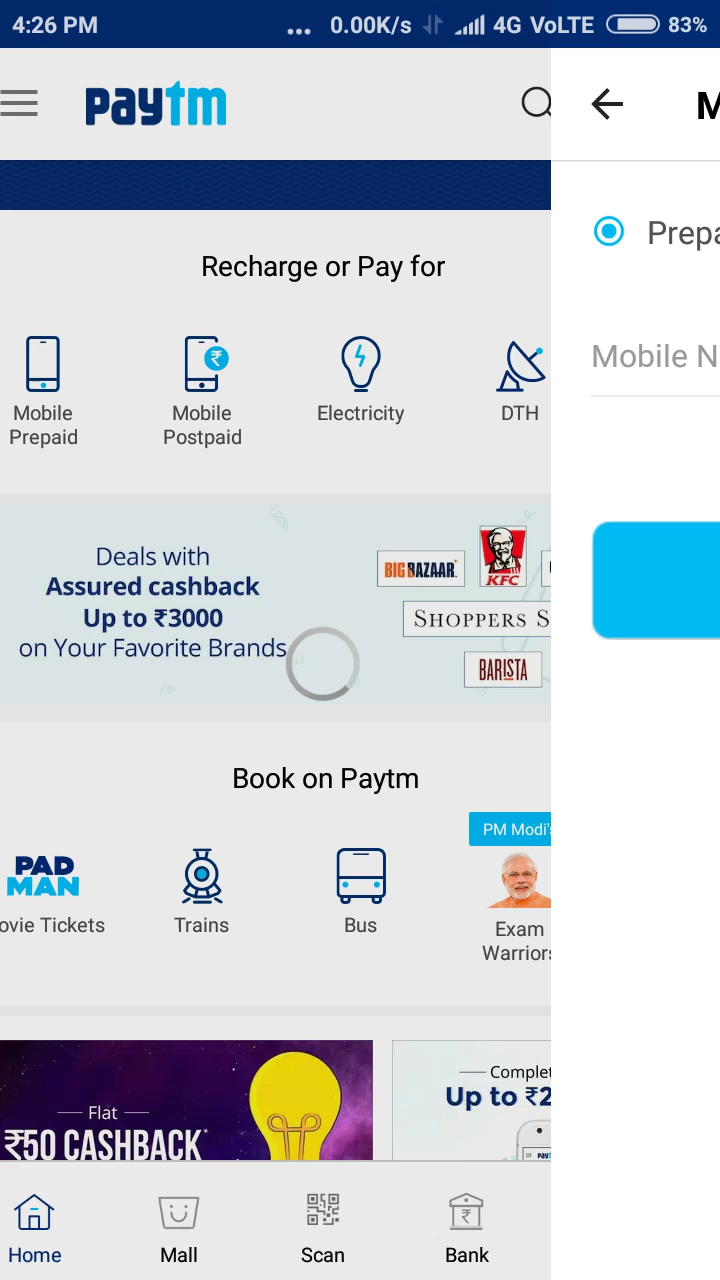 4:26 PM ... 0.00K/s 4G VoLTE 83%
paytm
M
Prepa
Mobile N
Recharge or Pay for
Mobile Prepaid
Mobile Postpaid
Electricity
DTH
Deals with
Assured cashback
Up to ₹3000
on Your Favorite Brands
BIG BAZAAR
KFC
SHOPPERS S
BARISTA
Book on Paytm
PM Modi's
PAD
MAN
ovie Tickets
Trains
Bus
Exam
Warriors
Flat
₹50 CASHBACK*
Complet
Up to ₹2
Home
Mall
Scan
Bank